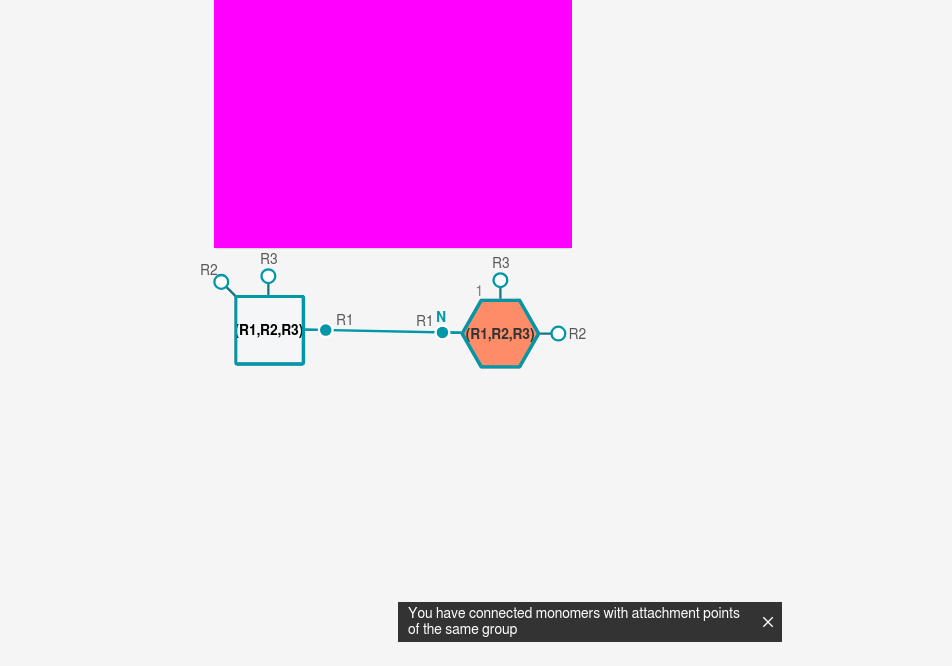 R2
R3
(R1,R2,R3)
R1
R1
N
1
R3
(R1,R2,R3)
R2
You have connected monomers with attachment points
of the same group